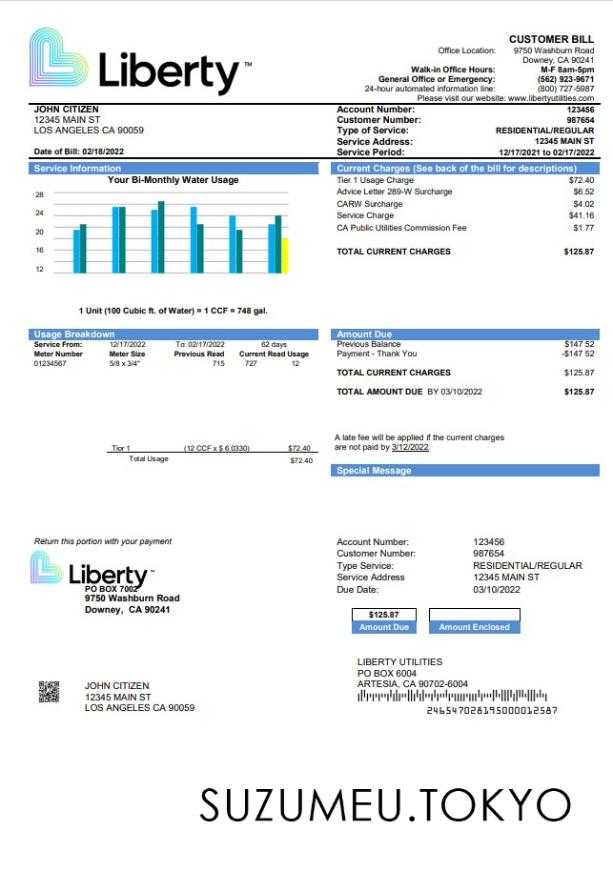 Liberty™
CUSTOMER BILL
Office Location: 9750 Washburn Road
Downey, CA 90241
Walk-in Office Hours: M-F 8am-5pm
General Office or Emergency: (562) 923-9671
24-hour automated information line: (800) 727-5987
Please visit our website: www.libertyutilities.com
JOHN CITIZEN
12345 MAIN ST
LOS ANGELES CA 90059
Date of Bill: 02/18/2022
Account Number: 123456
Customer Number: 987654
Type of Service: RESIDENTIAL/REGULAR
Service Address: 12345 MAIN ST
Service Period: 12/17/2021 to 02/17/2022
Service Information
Your Bi-Monthly Water Usage
28
24
20
16
12
1 Unit (100 Cubic ft. of Water) = 1 CCF = 748 gal.
Current Charges (See back of the bill for descriptions)
Tier 1 Usage Charge $72.40
Advice Letter 289-W Surcharge $6.52
CARW Surcharge $4.02
Service Charge $41.16
CA Public Utilities Commission Fee $1.77
TOTAL CURRENT CHARGES $125.87
Usage Breakdown
Service From: 12/17/2022 To: 02/17/2022 62 days
Meter Number Meter Size Previous Read Current Read Usage
01234567 5/8 x 3/4" 715 727 12
Tier 1 (12 CCF x $ 6.0330) $72.40
Total Usage $72.40
Amount Due
Previous Balance $147 52
Payment - Thank You -$147 52
TOTAL CURRENT CHARGES $125.87
TOTAL AMOUNT DUE BY 03/10/2022 $125.87
A late fee will be applied if the current charges
are not paid by 3/12/2022
Special Message
Return this portion with your payment
Liberty™
PO BOX 7002
9750 Washburn Road
Downey, CA 90241
Account Number: 123456
Customer Number: 987654
Type Service: RESIDENTIAL/REGULAR
Service Address 12345 MAIN ST
Due Date: 03/10/2022
$125.87
Amount Due Amount Enclosed
JOHN CITIZEN
12345 MAIN ST
LOS ANGELES CA 90059
LIBERTY UTILITIES
PO BOX 6004
ARTESIA, CA 90702-6004
246547028195000012587
SUZUMEU.TOKYO